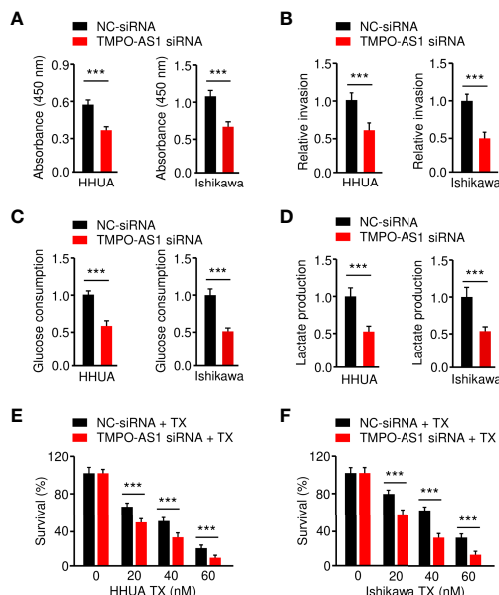 A
NC-siRNA
TMPO-AS1 siRNA
Absorbance (450 nm)
0.9
0.6
0.3
0.0
***
HHUA
Absorbance (450 nm)
1.5
1.0
0.5
0.0
***
Ishikawa
B
NC-siRNA
TMPO-AS1 siRNA
Relative invasion
1.5
1.0
0.5
0.0
***
HHUA
Relative invasion
1.5
1.0
0.5
0.0
***
Ishikawa
C
NC-siRNA
TMPO-AS1 siRNA
Glucose consumption
1.5
1.0
0.5
0.0
***
HHUA
Glucose consumption
1.5
1.0
0.5
0.0
***
Ishikawa
D
NC-siRNA
TMPO-AS1 siRNA
Lactate production
1.5
1.0
0.5
0.0
***
HHUA
Lactate production
1.5
1.0
0.5
0.0
***
Ishikawa
E
NC-siRNA + TX
TMPO-AS1 siRNA + TX
Survival (%)
120
80
40
0
***
***
***
0 20 40 60
HHUA TX (nM)
F
NC-siRNA + TX
TMPO-AS1 siRNA + TX
Survival (%)
120
80
40
0
***
***
***
0 20 40 60
Ishikawa TX (nM)